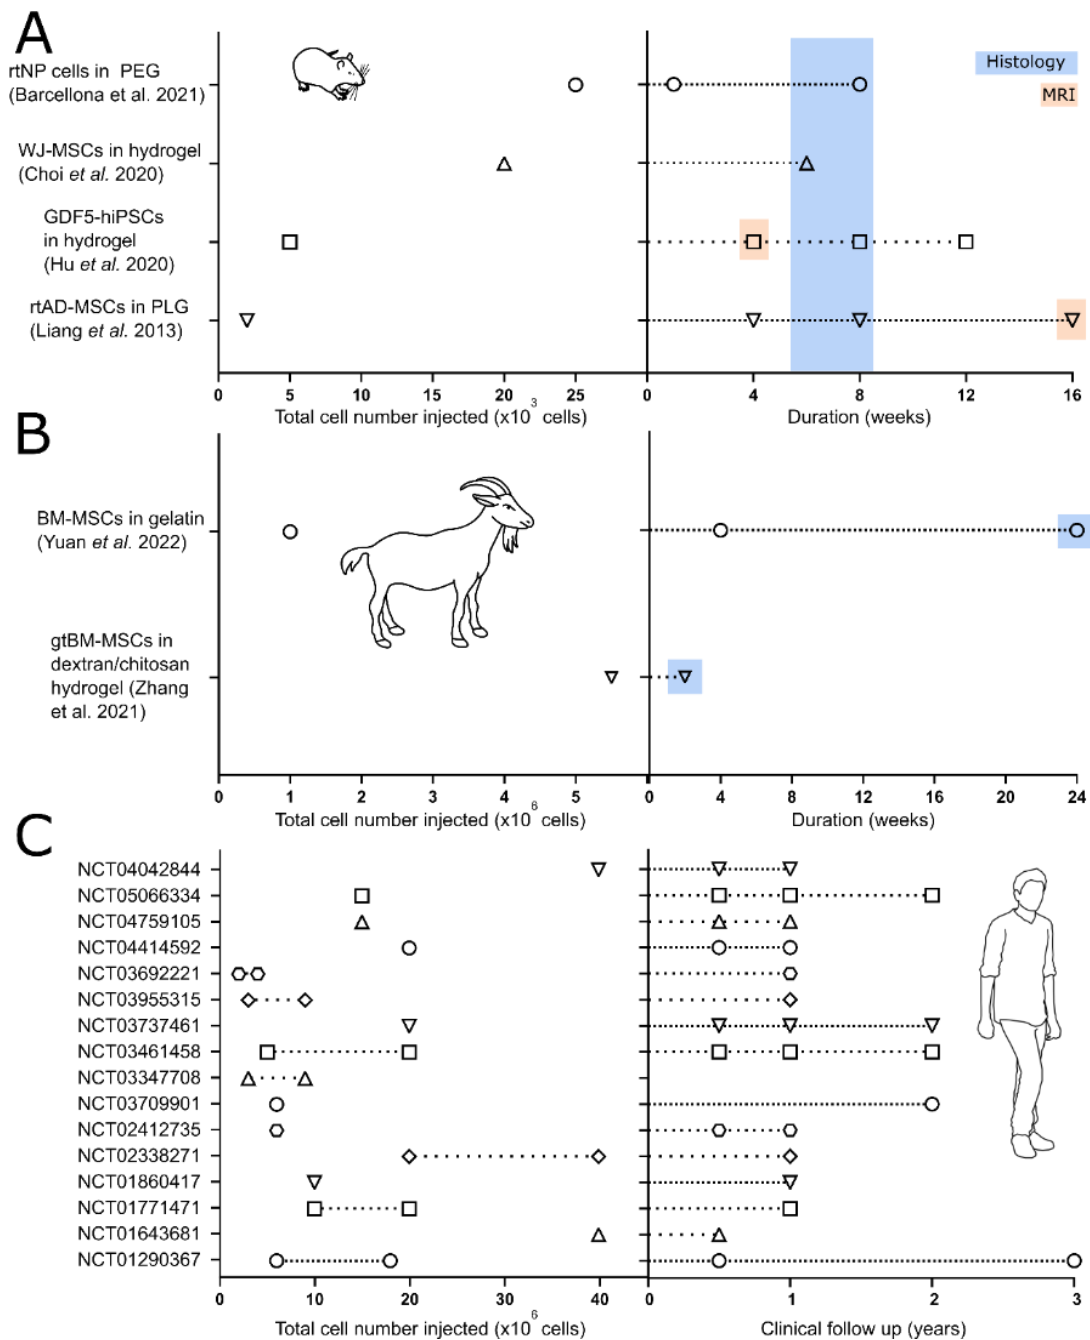 A
rtNP cells in PEG
(Barcellona et al. 2021)
WJ-MSCs in hydrogel
(Choi et al. 2020)
GDF5-hiPSCs
in hydrogel
(Hu et al. 2020)
rtAD-MSCs in PLG
(Liang et al. 2013)
Histology
MRI
0 5 10 15 20 25 0 4 8 12 16
Total cell number injected (x10³ cells) Duration (weeks)
B
BM-MSCs in gelatin
(Yuan et al. 2022)
gtBM-MSCs in
dextran/chitosan
hydrogel (Zhang
et al. 2021)
0 1 2 3 4 5 0 4 8 12 16 20 24
Total cell number injected (x10⁶ cells) Duration (weeks)
C
NCT04042844
NCT05066334
NCT04759105
NCT04414592
NCT03692221
NCT03955315
NCT03737461
NCT03461458
NCT03347708
NCT03709901
NCT02412735
NCT02338271
NCT01860417
NCT01771471
NCT01643681
NCT01290367
0 10 20 30 40 0 1 2 3
Total cell number injected (x10⁶ cells) Clinical follow up (years)